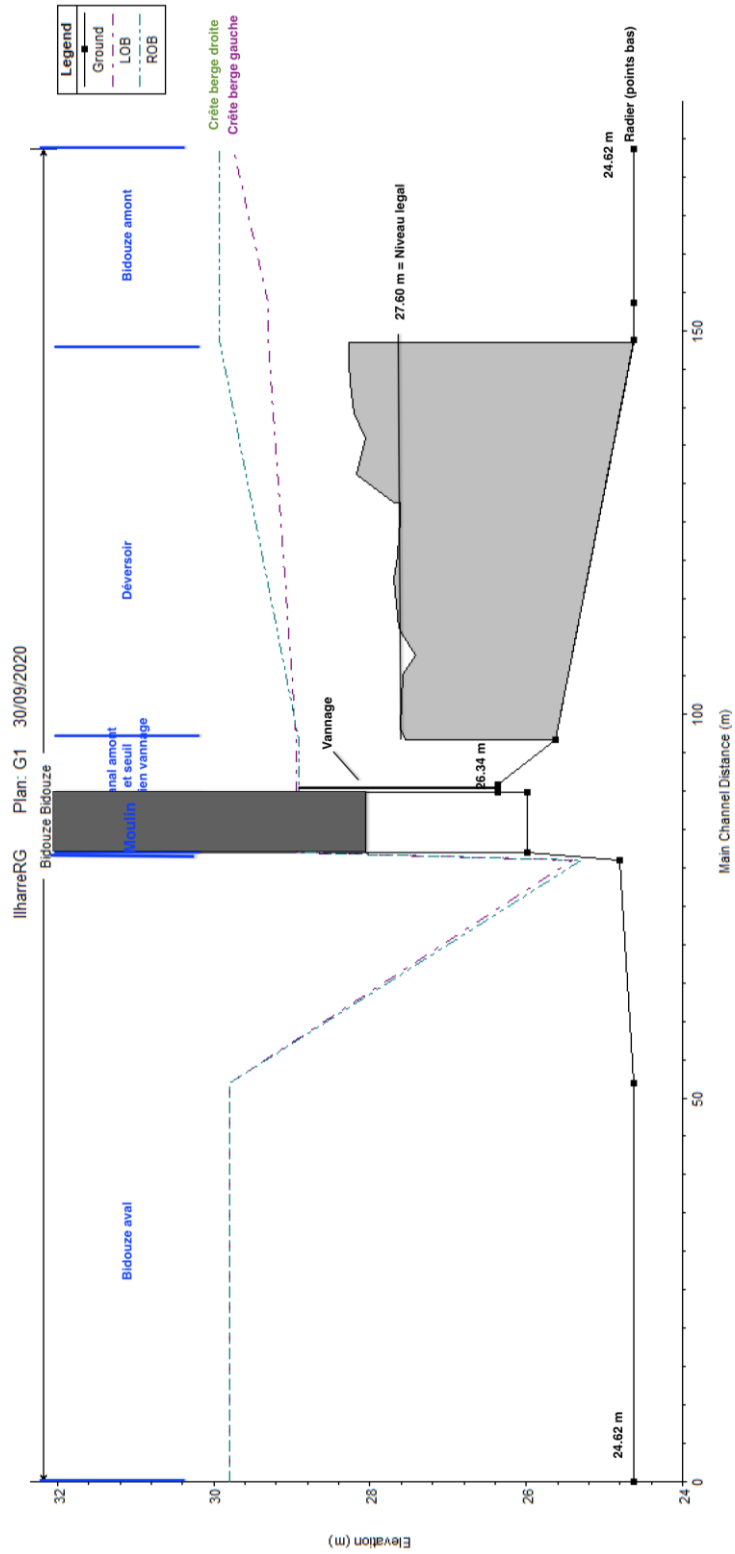 IlharreRG Plan: G1 30/09/2020
Bidouze Bidouze
Legend
Ground
LOB
ROB
Bidouze aval
Moulin
anal amont
et seuil
ien vannage
Déversoir
Bidouze amont
Crête berge droite
Crête berge gauche
Vannage
27.60 m = Niveau legal
26.34 m
24.62 m
24.62 m
Radier (points bas)
Elevation (m)
32
30
28
26
24
0
50
100
150
Main Channel Distance (m)